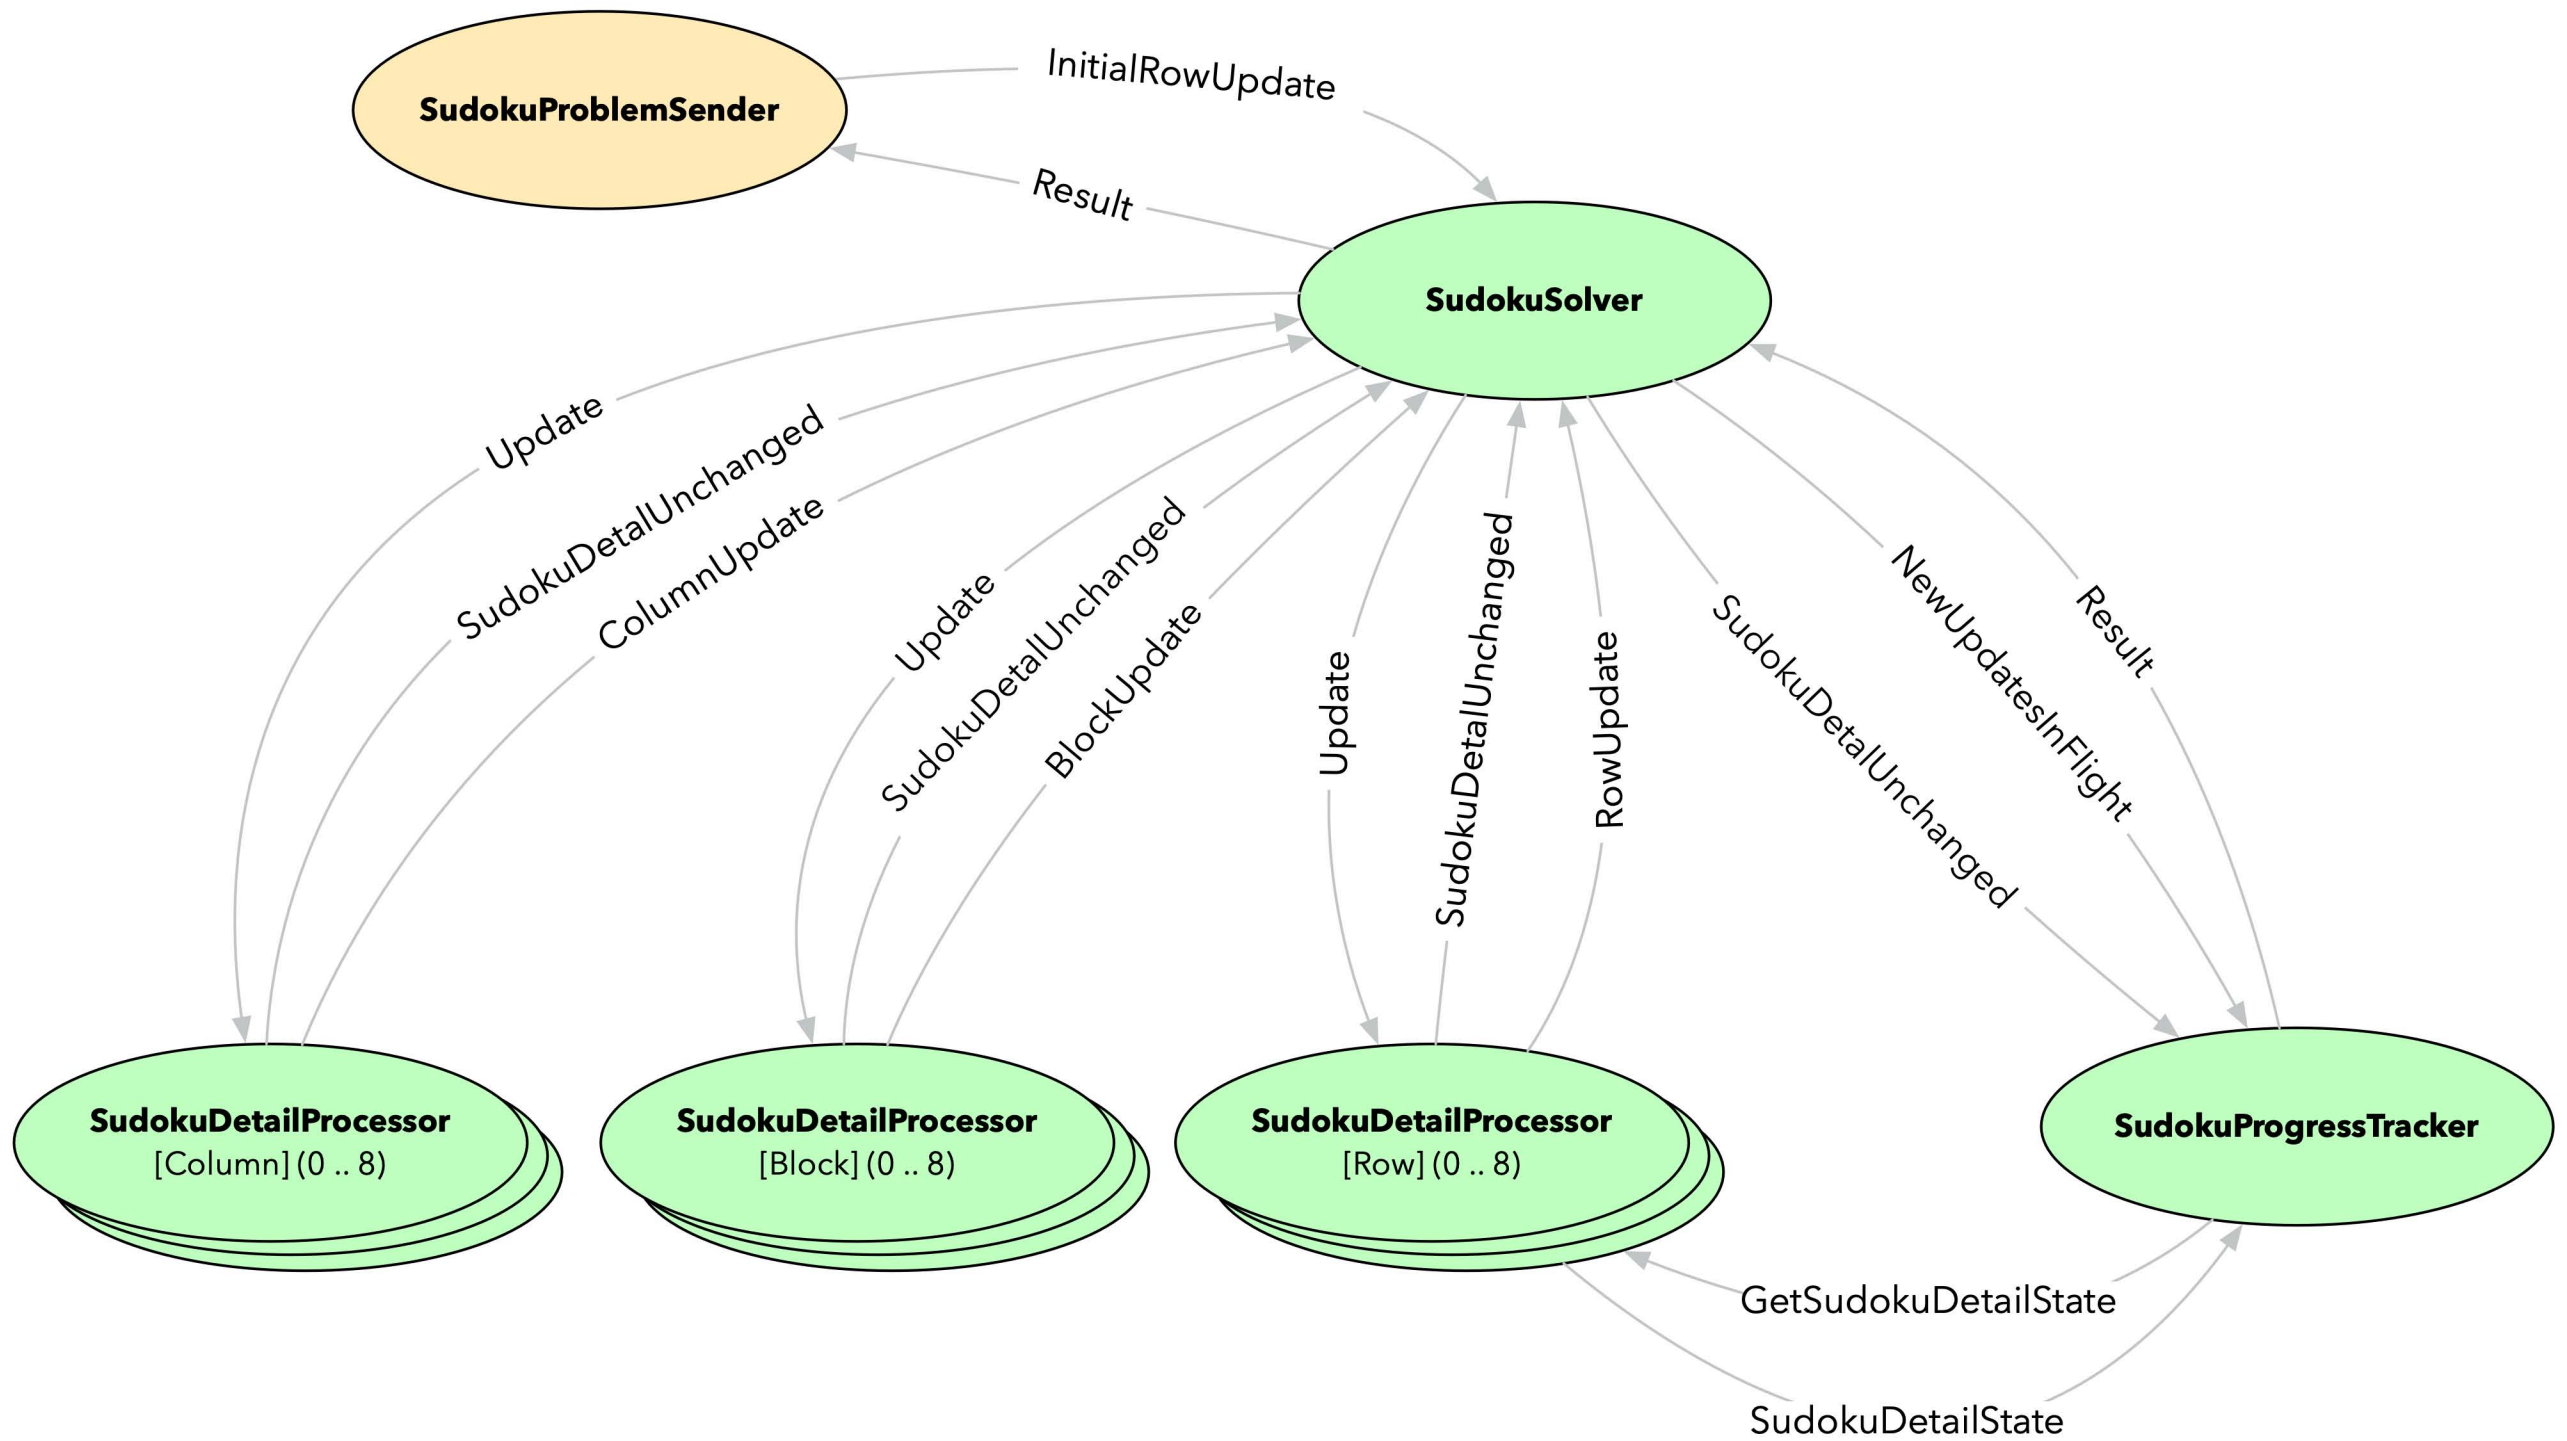 InitialRowUpdate
SudokuProblemSender
Result
SudokuSolver
Update
SudokuDetalUnchanged
ColumnUpdate
Update
SudokuDetalUnchanged
BlockUpdate
Update
SudokuDetalUnchanged
RowUpdate
SudokuDetalUnchanged
NewUpdatesInFlight
Result
SudokuDetailProcessor
[Column] (0 .. 8)
SudokuDetailProcessor
[Block] (0 .. 8)
SudokuDetailProcessor
[Row] (0 .. 8)
SudokuProgressTracker
GetSudokuDetailState
SudokuDetailState